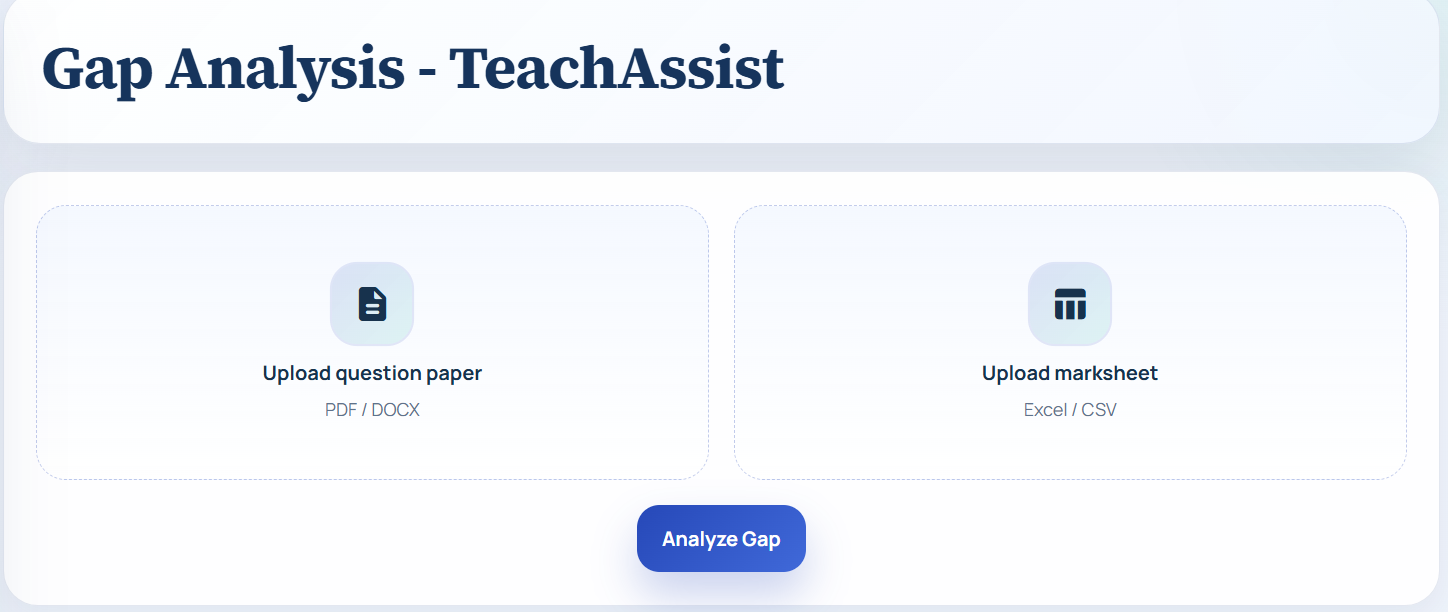 Gap Analysis - TeachAssist
Upload question paper
PDF / DOCX
Upload marksheet
Excel / CSV
Analyze Gap